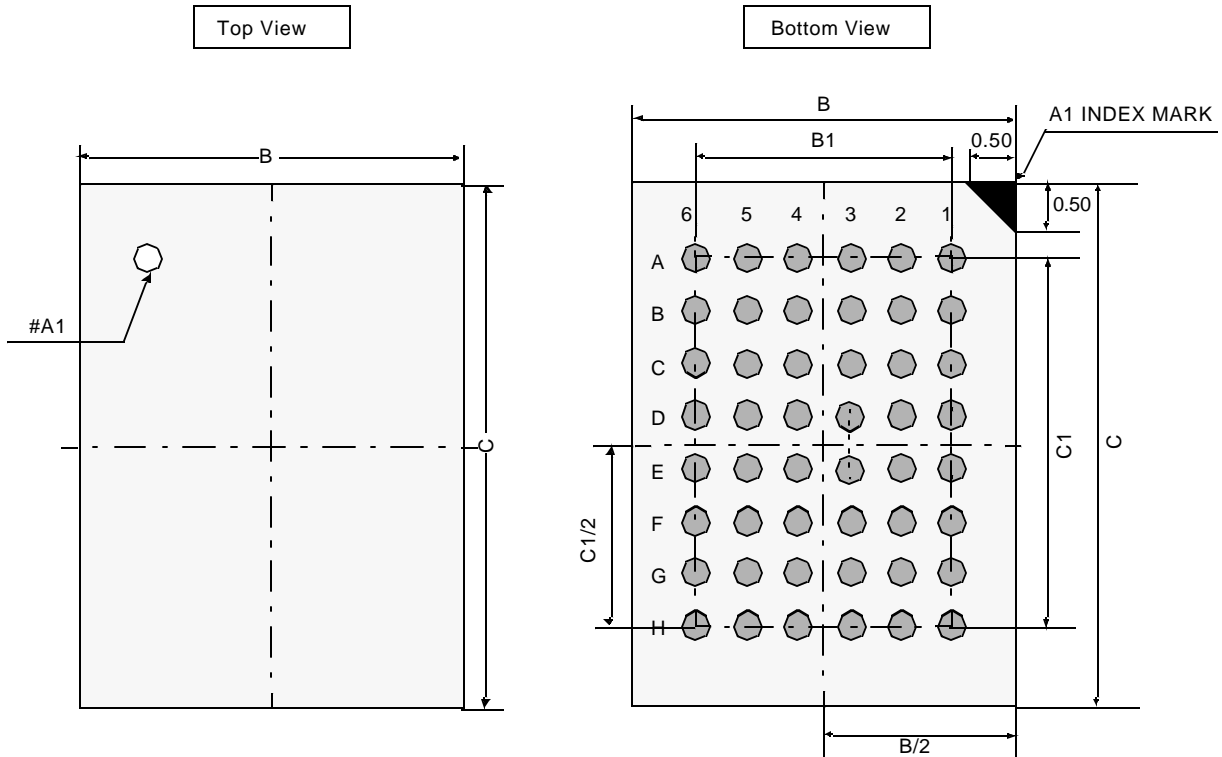 Top View
Bottom View
B
A1 INDEX MARK
B
B1
0.50
0.50
6 5 4 3 2 1
A
B
#A1
C
D
C
C1
C
E
F
C1/2
G
H
B/2